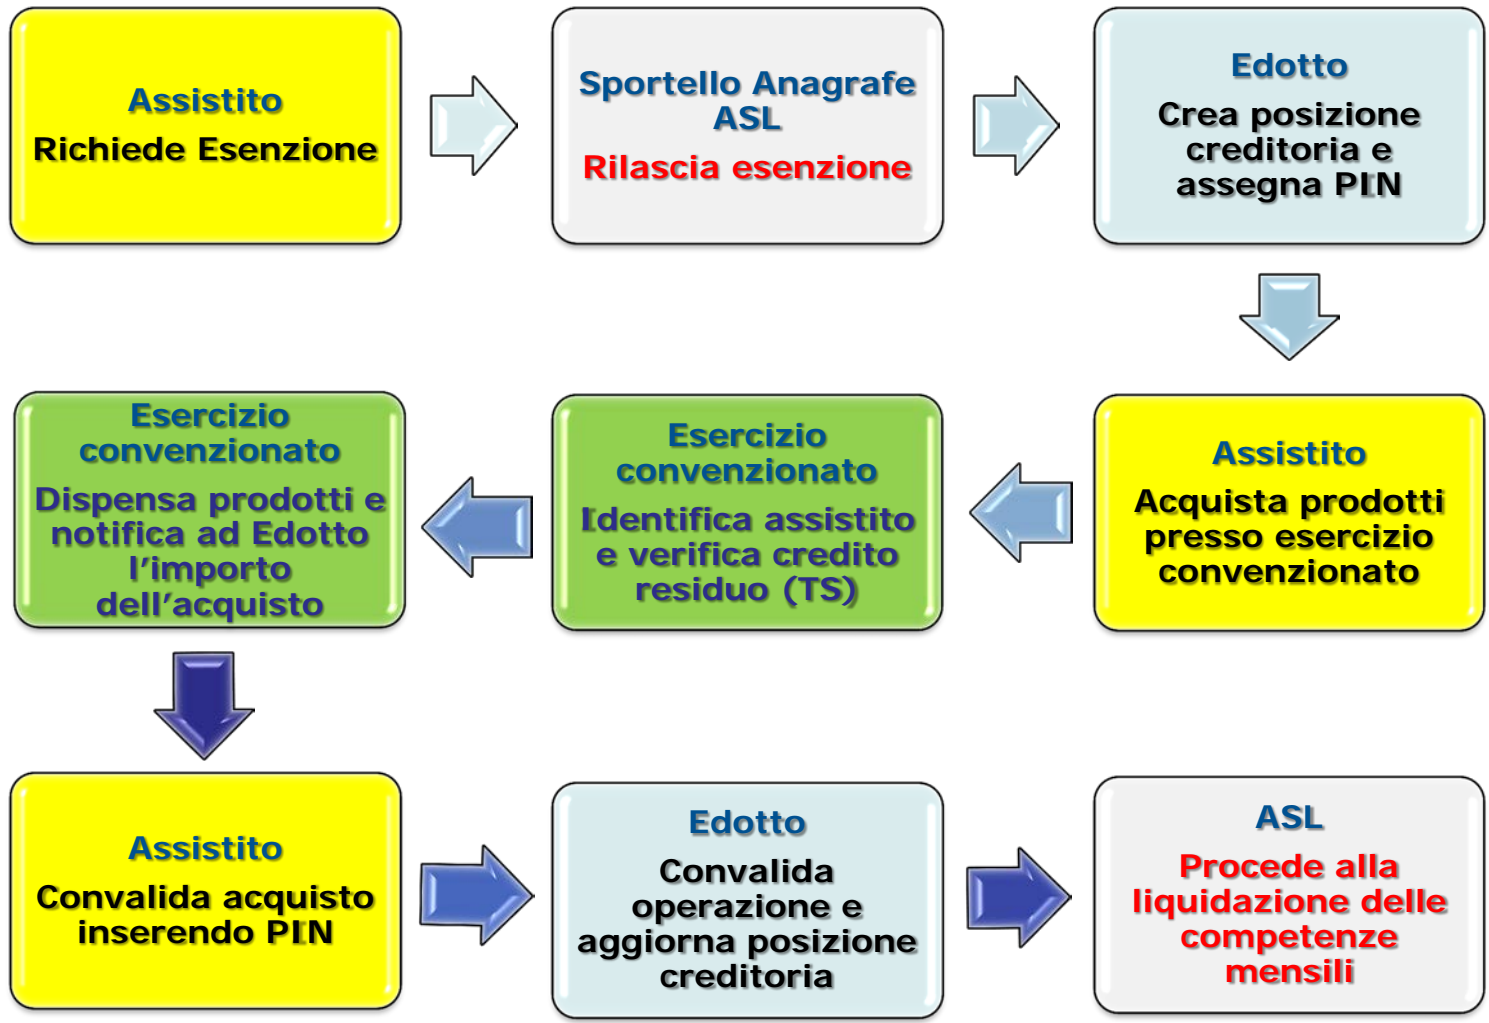 Assistito
Richiede Esenzione
Sportello Anagrafe
ASL
Rilascia esenzione
Edotto
Crea posizione
creditoria e
assegna PIN
Assistito
Acquista prodotti
presso esercizio
convenzionato
Esercizio
convenzionato
Identifica assistito
e verifica credito
residuo (TS)
Esercizio
convenzionato
Dispensa prodotti e
notifica ad Edotto
l’importo
dell’acquisto
Assistito
Convalida acquisto
inserendo PIN
Edotto
Convalida
operazione e
aggiorna posizione
creditoria
ASL
Procede alla
liquidazione delle
competenze
mensili